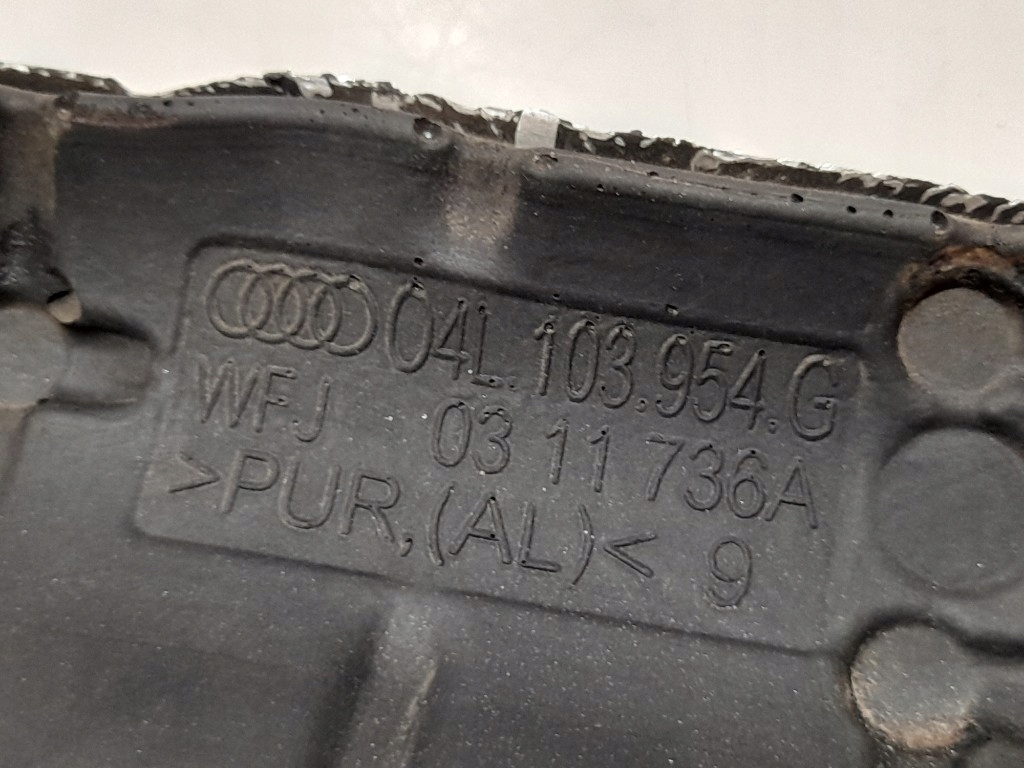 04L.103.954.G
WFJ 03 11 736A
>PUR,(AL)< 9